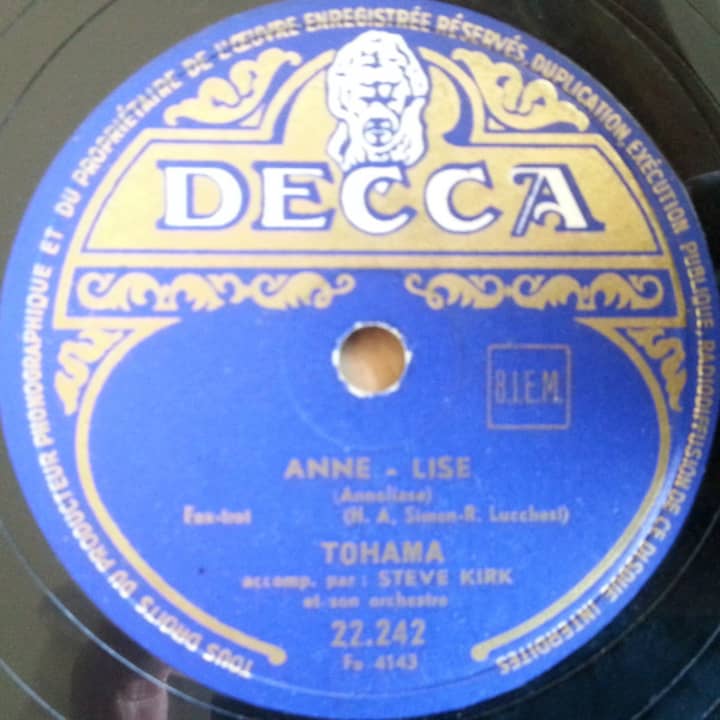 TOUS DROITS DU PRODUCTEUR PHONOGRAPHIQUE ET DU PROPRIÉTAIRE DE L'ŒUVRE ENREGISTRÉE RÉSERVÉS. DUPLICATION, EXÉCUTION PUBLIQUE, RADIODIFFUSION DE CE DISQUE INTERDITES
DECCA
B.I.E.M.
ANNE - LISE
(Anneliese)
Fox-trot (H. A. Simon-R. Lucchesi)
TOHAMA
accomp. par : STEVE KIRK
et son orchestre
22.242
Fo 4143